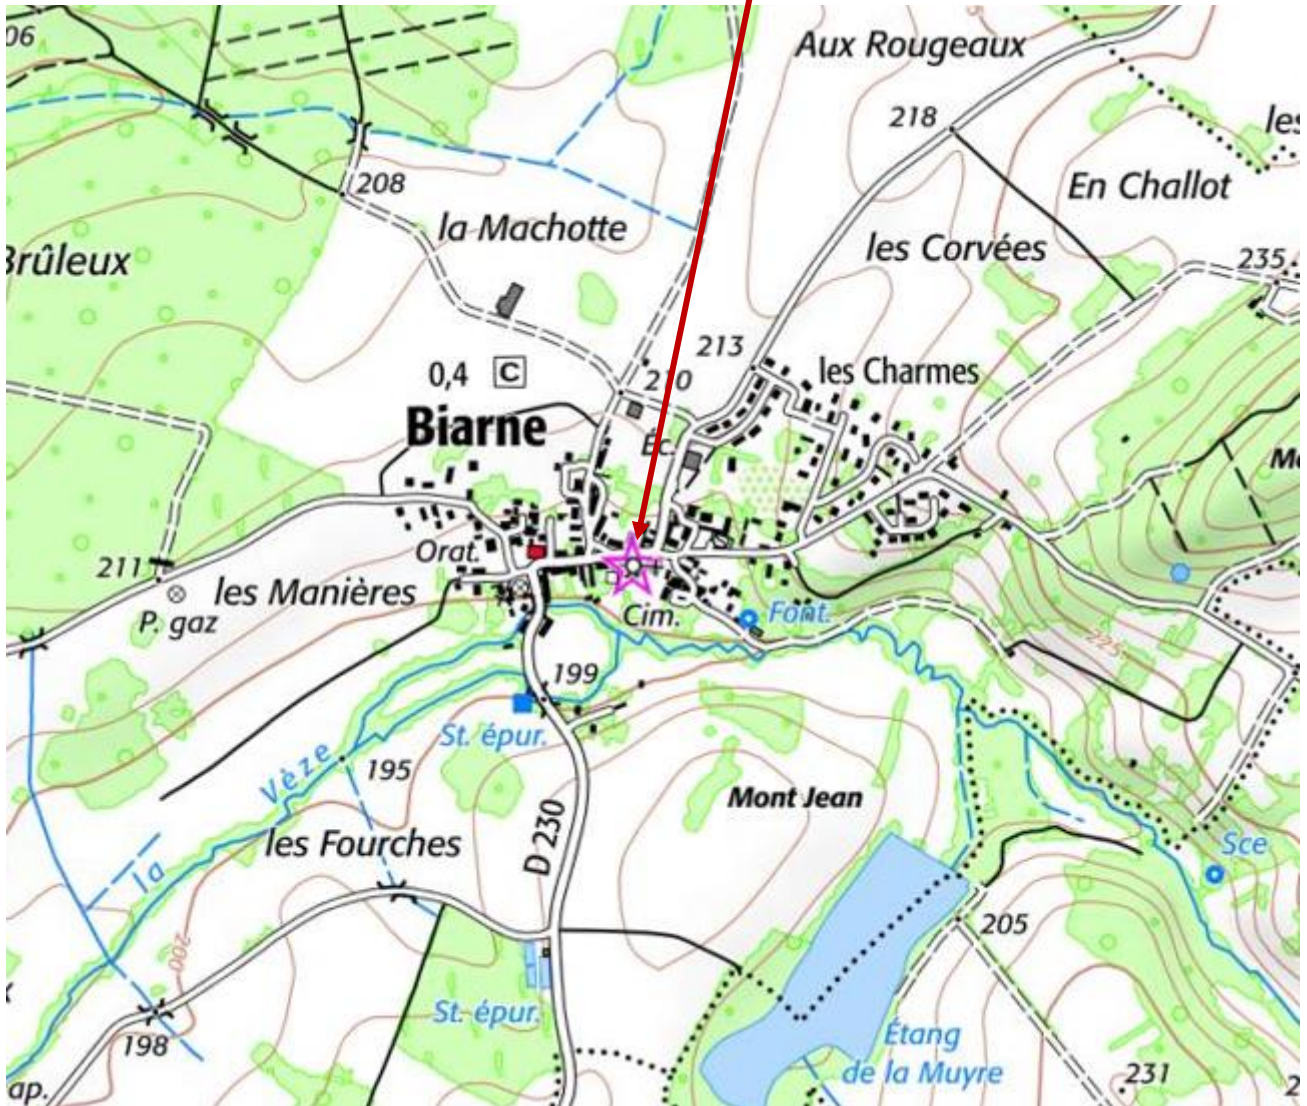 06
Aux Rougeaux
218
les
208
En Challot
la Machotte
les Corvées
Brûleux
235
213
0,4 C
210
les Charmes
Biarne
Éc.
Orat.
211
les Manières
P. gaz
Cim.
Font.
225
199
St. épur.
la Vèze
195
Mont Jean
D 230
les Fourches
Sce
205
200
St. épur.
198
Étang
de la Muyre
231
ap.